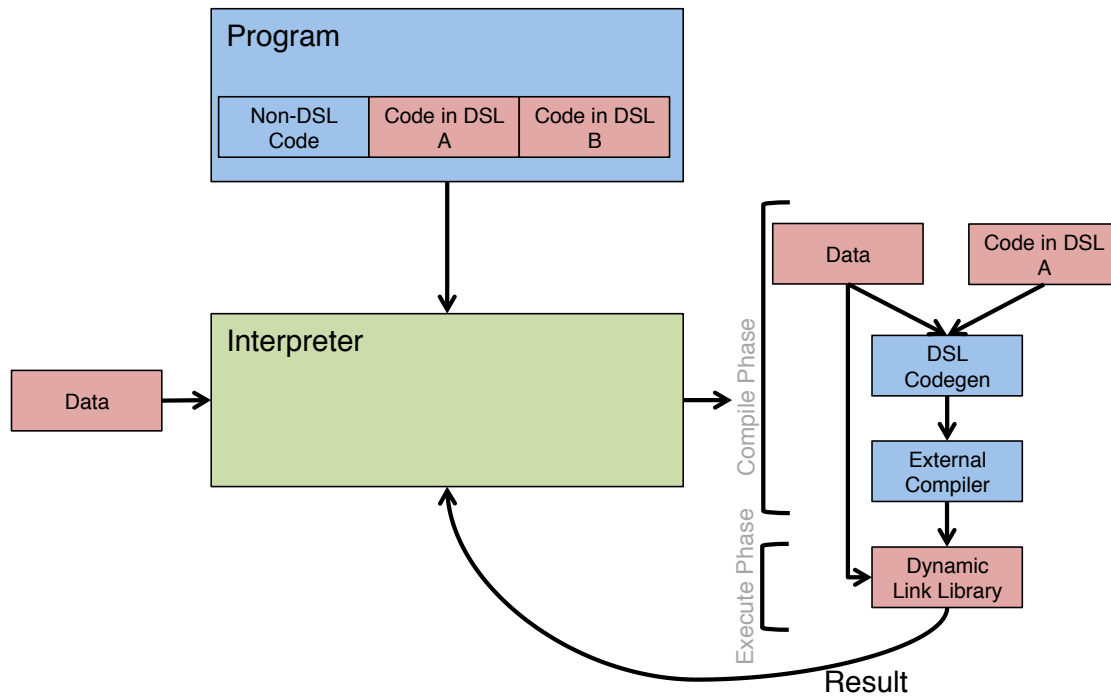 Program
Non-DSL
Code
Code in DSL
A
Code in DSL
B
Data
Interpreter
Compile Phase
Data
Code in DSL
A
DSL
Codegen
External
Compiler
Execute Phase
Dynamic
Link Library
Result